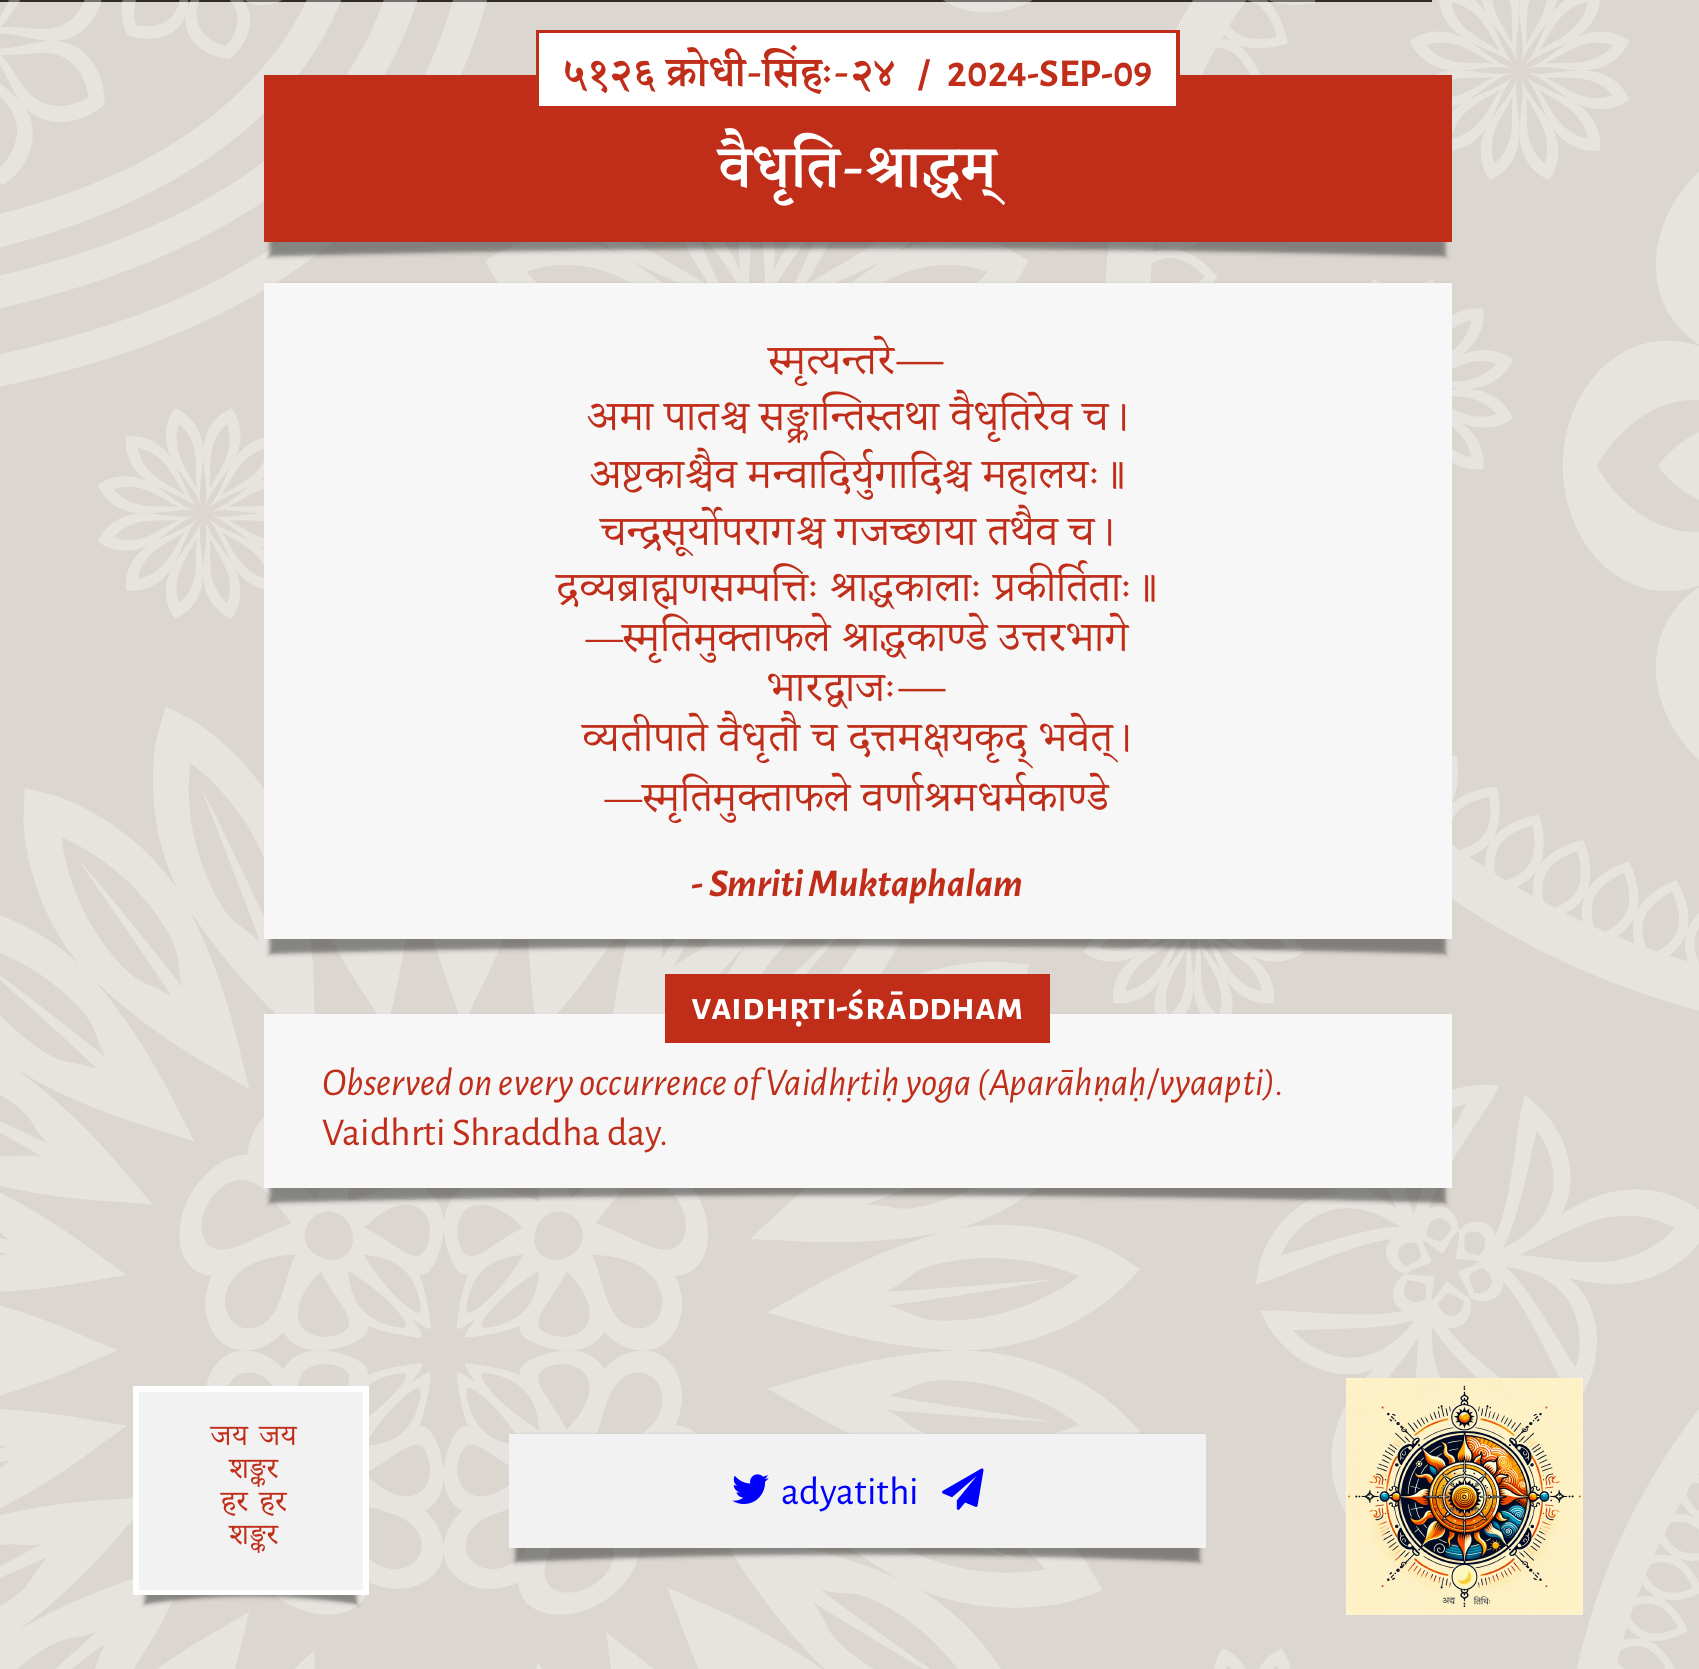 ५१२६ क्रोधी-सिंहः-२४ / 2024-SEP-09
वैधृति-श्राद्धम्
स्मृत्यन्तरे—
अमा पातश्च सङ्क्रान्तिस्तथा वैधृतिरेव च।
अष्टकाश्चैव मन्वादिर्युगादिश्च महालयः॥
चन्द्रसूर्योपरागश्च गजच्छाया तथैव च।
द्रव्यब्राह्मणसम्पत्तिः श्राद्धकालाः प्रकीर्तिताः॥
—स्मृतिमुक्ताफले श्राद्धकाण्डे उत्तरभागे
भारद्वाजः—
व्यतीपाते वैधृतौ च दत्तमक्षयकृद् भवेत्।
—स्मृतिमुक्ताफले वर्णाश्रमधर्मकाण्डे
- Smriti Muktaphalam
VAIDHṚTI-ŚRĀDDHAM
Observed on every occurrence of Vaidhṛtiḥ yoga (Aparāhṇaḥ/vyaapti).
Vaidhrti Shraddha day.
जय जय
शङ्कर
हर हर
शङ्कर
adyatithi
अद्य तिथिः